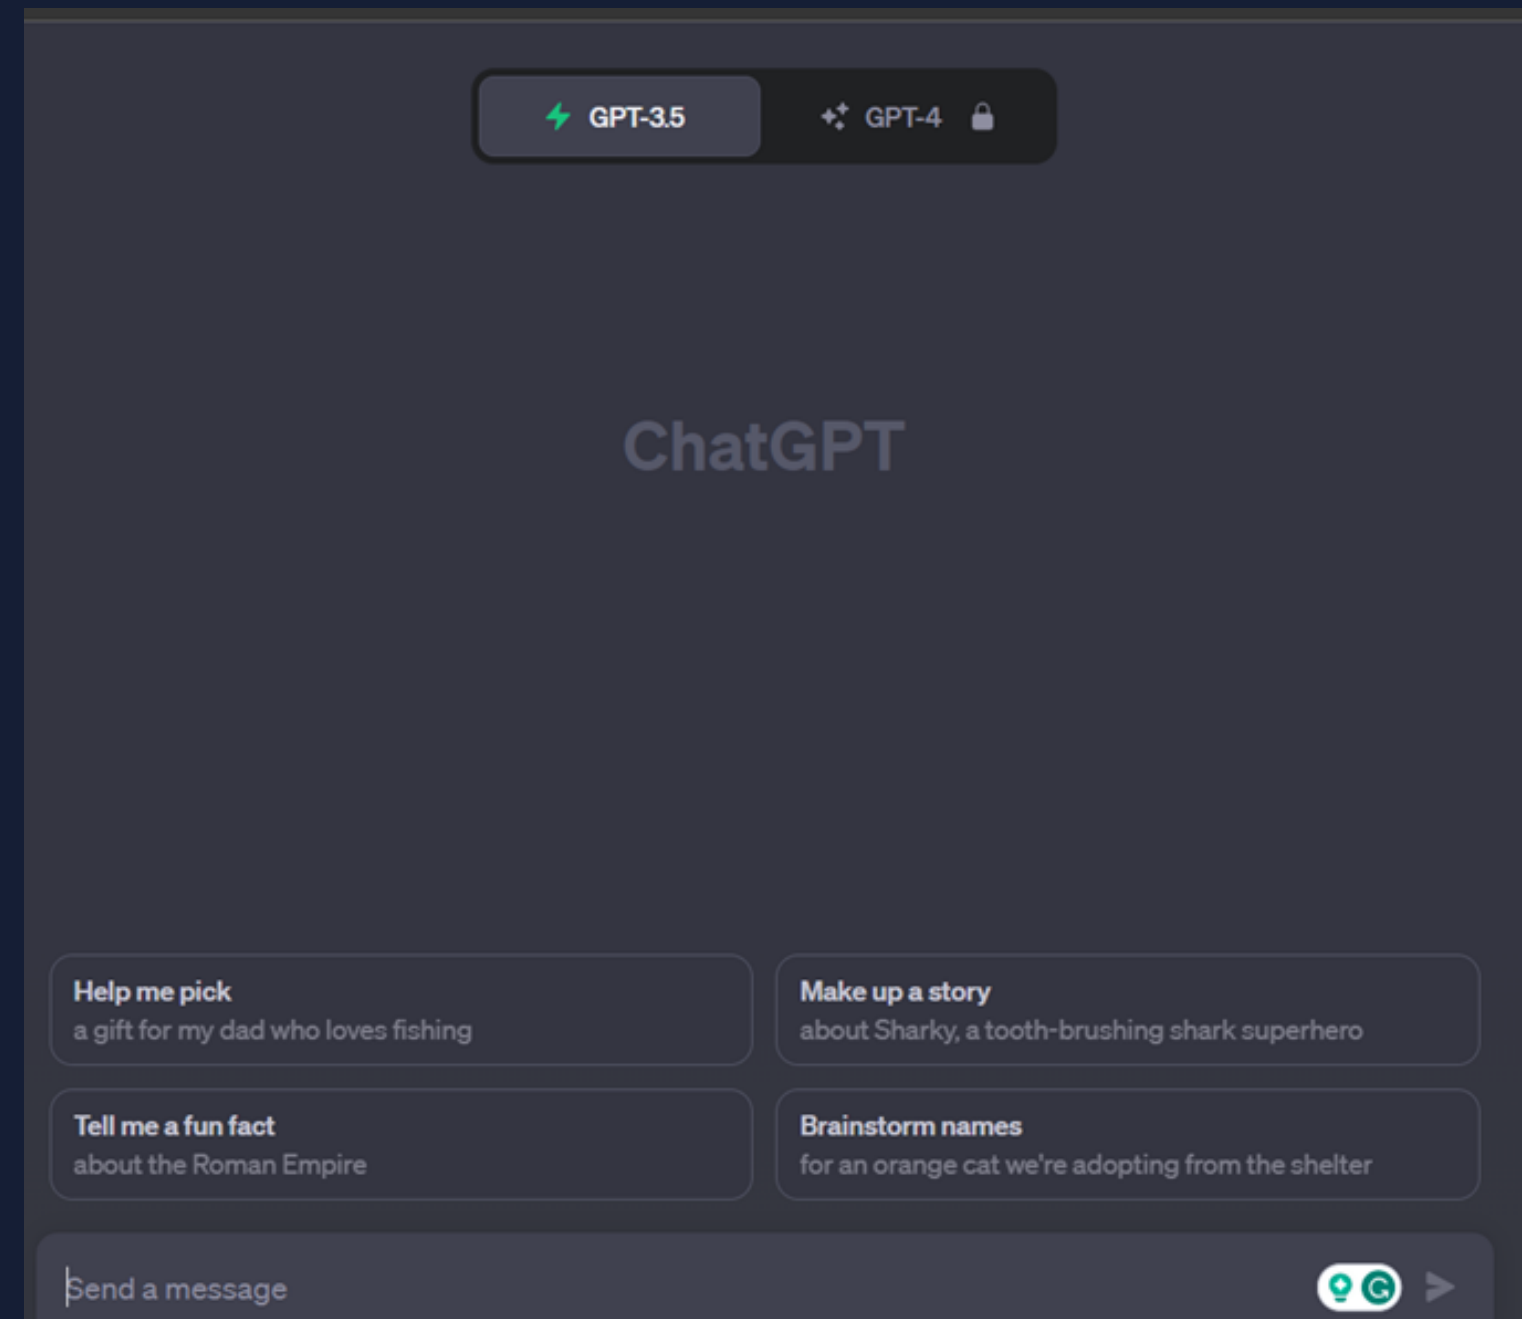 GPT-3.5 GPT-4
ChatGPT
Help me pick
a gift for my dad who loves fishing
Make up a story
about Sharky, a tooth-brushing shark superhero
Tell me a fun fact
about the Roman Empire
Brainstorm names
for an orange cat we're adopting from the shelter
Send a message